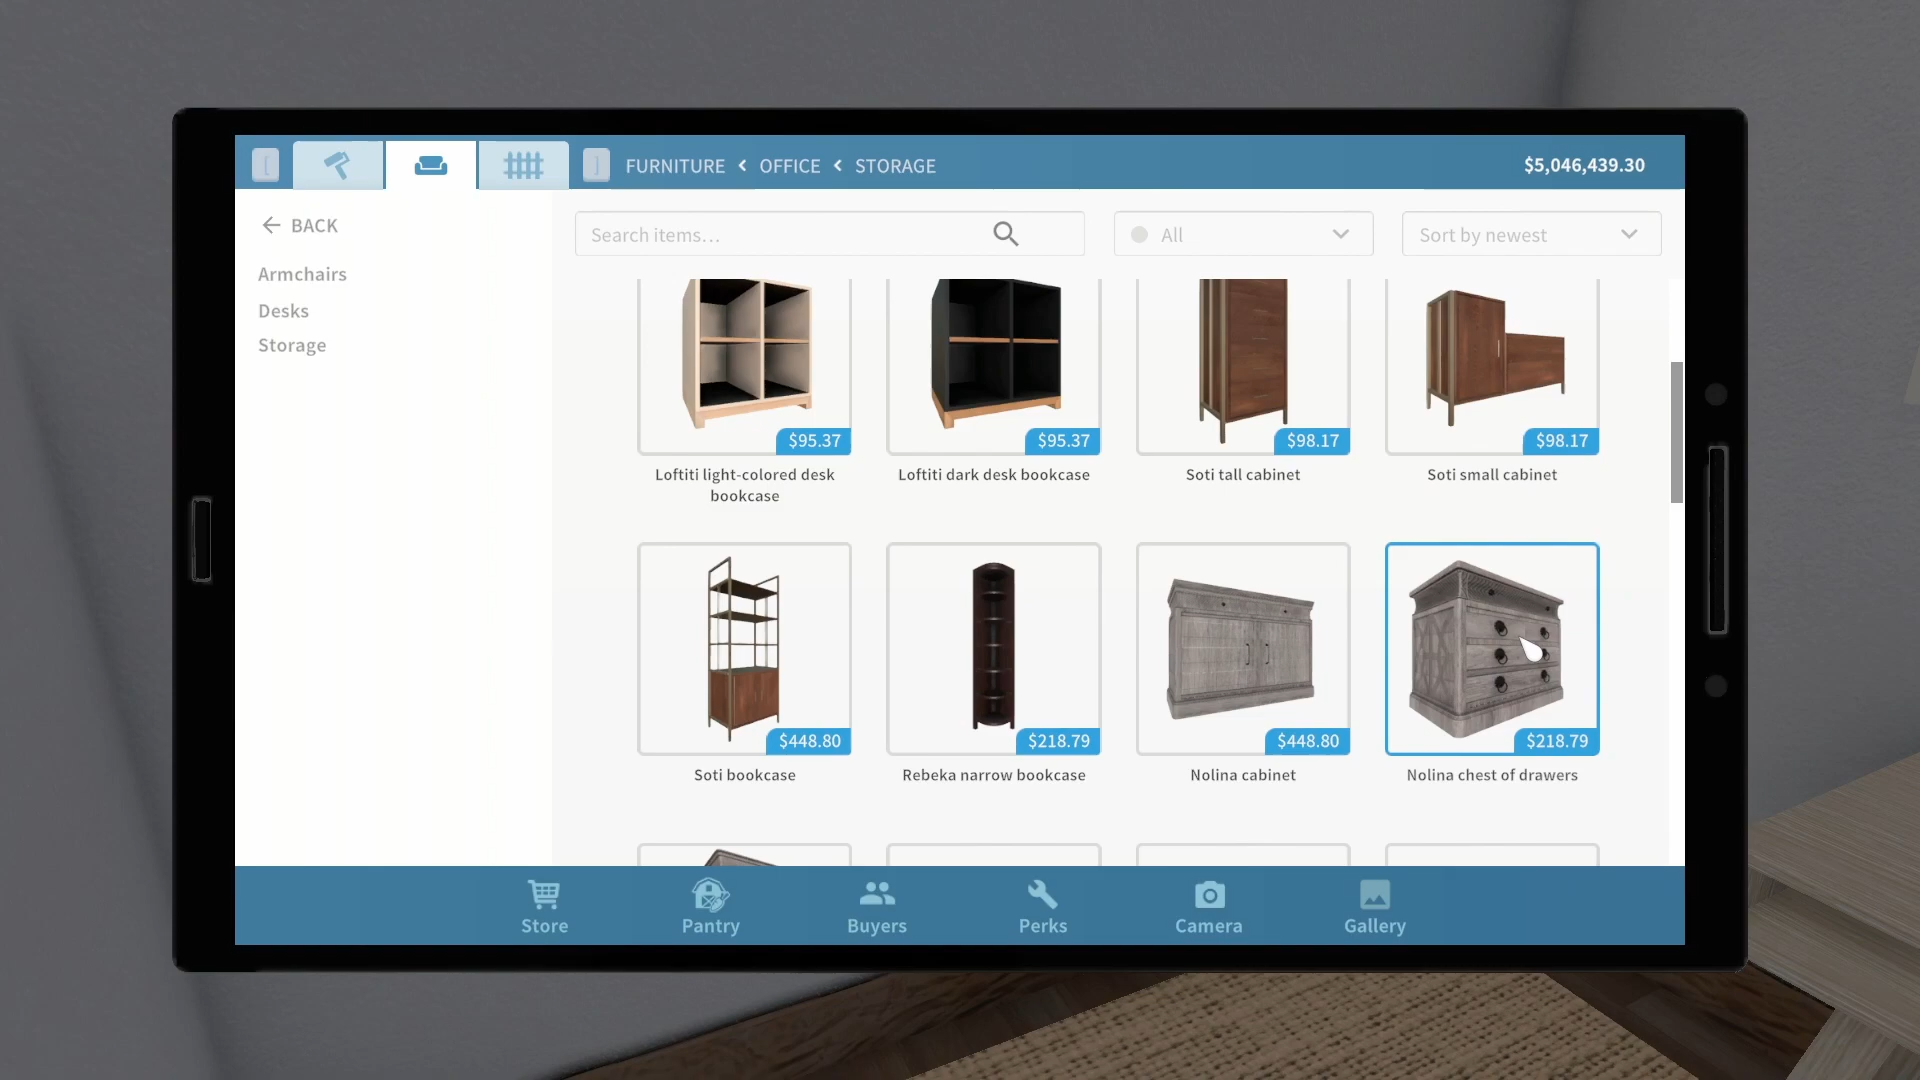 FURNITURE < OFFICE < STORAGE
$5,046,439.30
BACK
Armchairs
Desks
Storage
Search items...
All
Sort by newest
$95.37
$95.37
$98.17
$98.17
Loftiti light-colored desk
bookcase
Loftiti dark desk bookcase
Soti tall cabinet
Soti small cabinet
$448.80
$218.79
$448.80
$218.79
Soti bookcase
Rebeka narrow bookcase
Nolina cabinet
Nolina chest of drawers
Store
Pantry
Buyers
Perks
Camera
Gallery